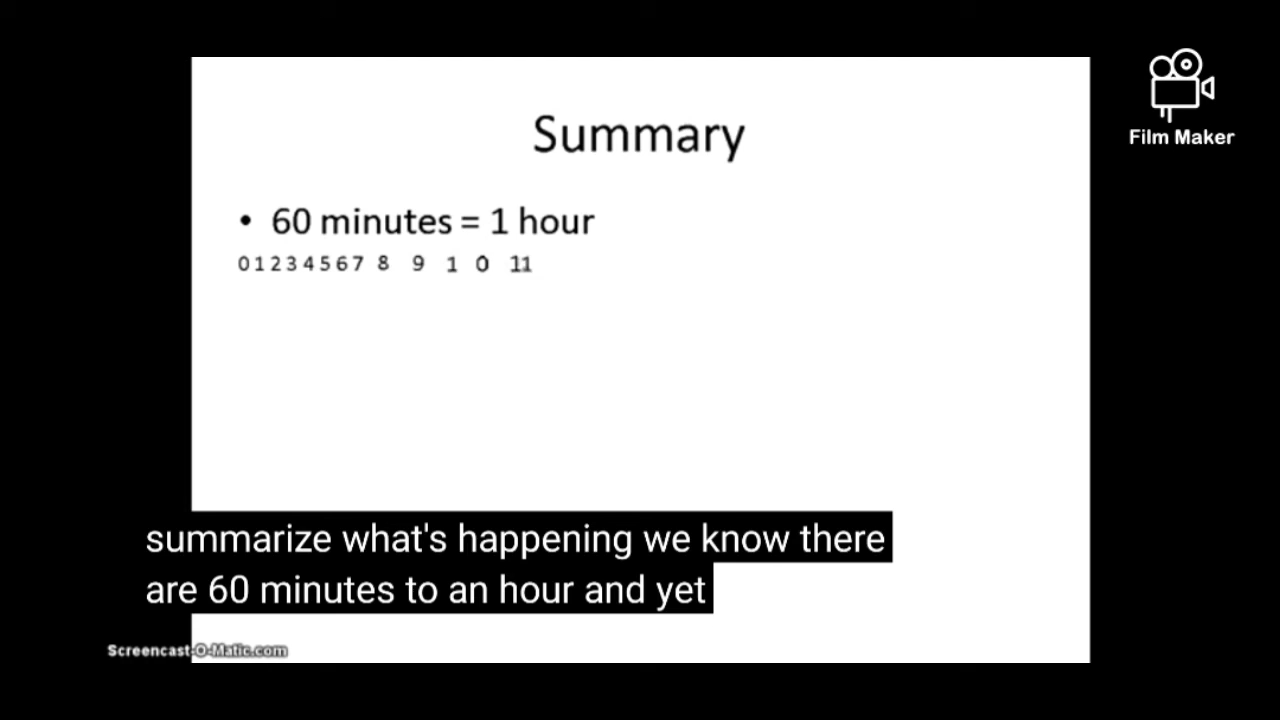 Film Maker
Summary
• 60 minutes = 1 hour
0 1 2 3 4 5 6 7 8 9 1 0 11
summarize what's happening we know there
are 60 minutes to an hour and yet
Screencast-O-Matic.com